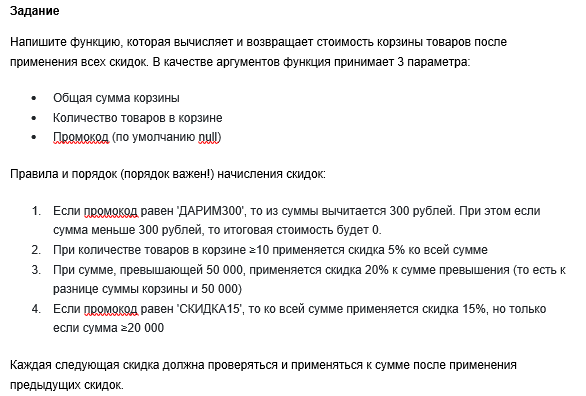 Задание
Напишите функцию, которая вычисляет и возвращает стоимость корзины товаров после
применения всех скидок. В качестве аргументов функция принимает 3 параметра:
• Общая сумма корзины
• Количество товаров в корзине
• Промокод (по умолчанию null)
Правила и порядок (порядок важен!) начисления скидок:
1. Если промокод равен 'ДАРИМ300', то из суммы вычитается 300 рублей. При этом если
сумма меньше 300 рублей, то итоговая стоимость будет 0.
2. При количестве товаров в корзине ≥10 применяется скидка 5% ко всей сумме
3. При сумме, превышающей 50 000, применяется скидка 20% к сумме превышения (то есть к
разнице суммы корзины и 50 000)
4. Если промокод равен 'СКИДКА15', то ко всей сумме применяется скидка 15%, но только
если сумма ≥20 000
Каждая следующая скидка должна проверяться и применяться к сумме после применения
предыдущих скидок.